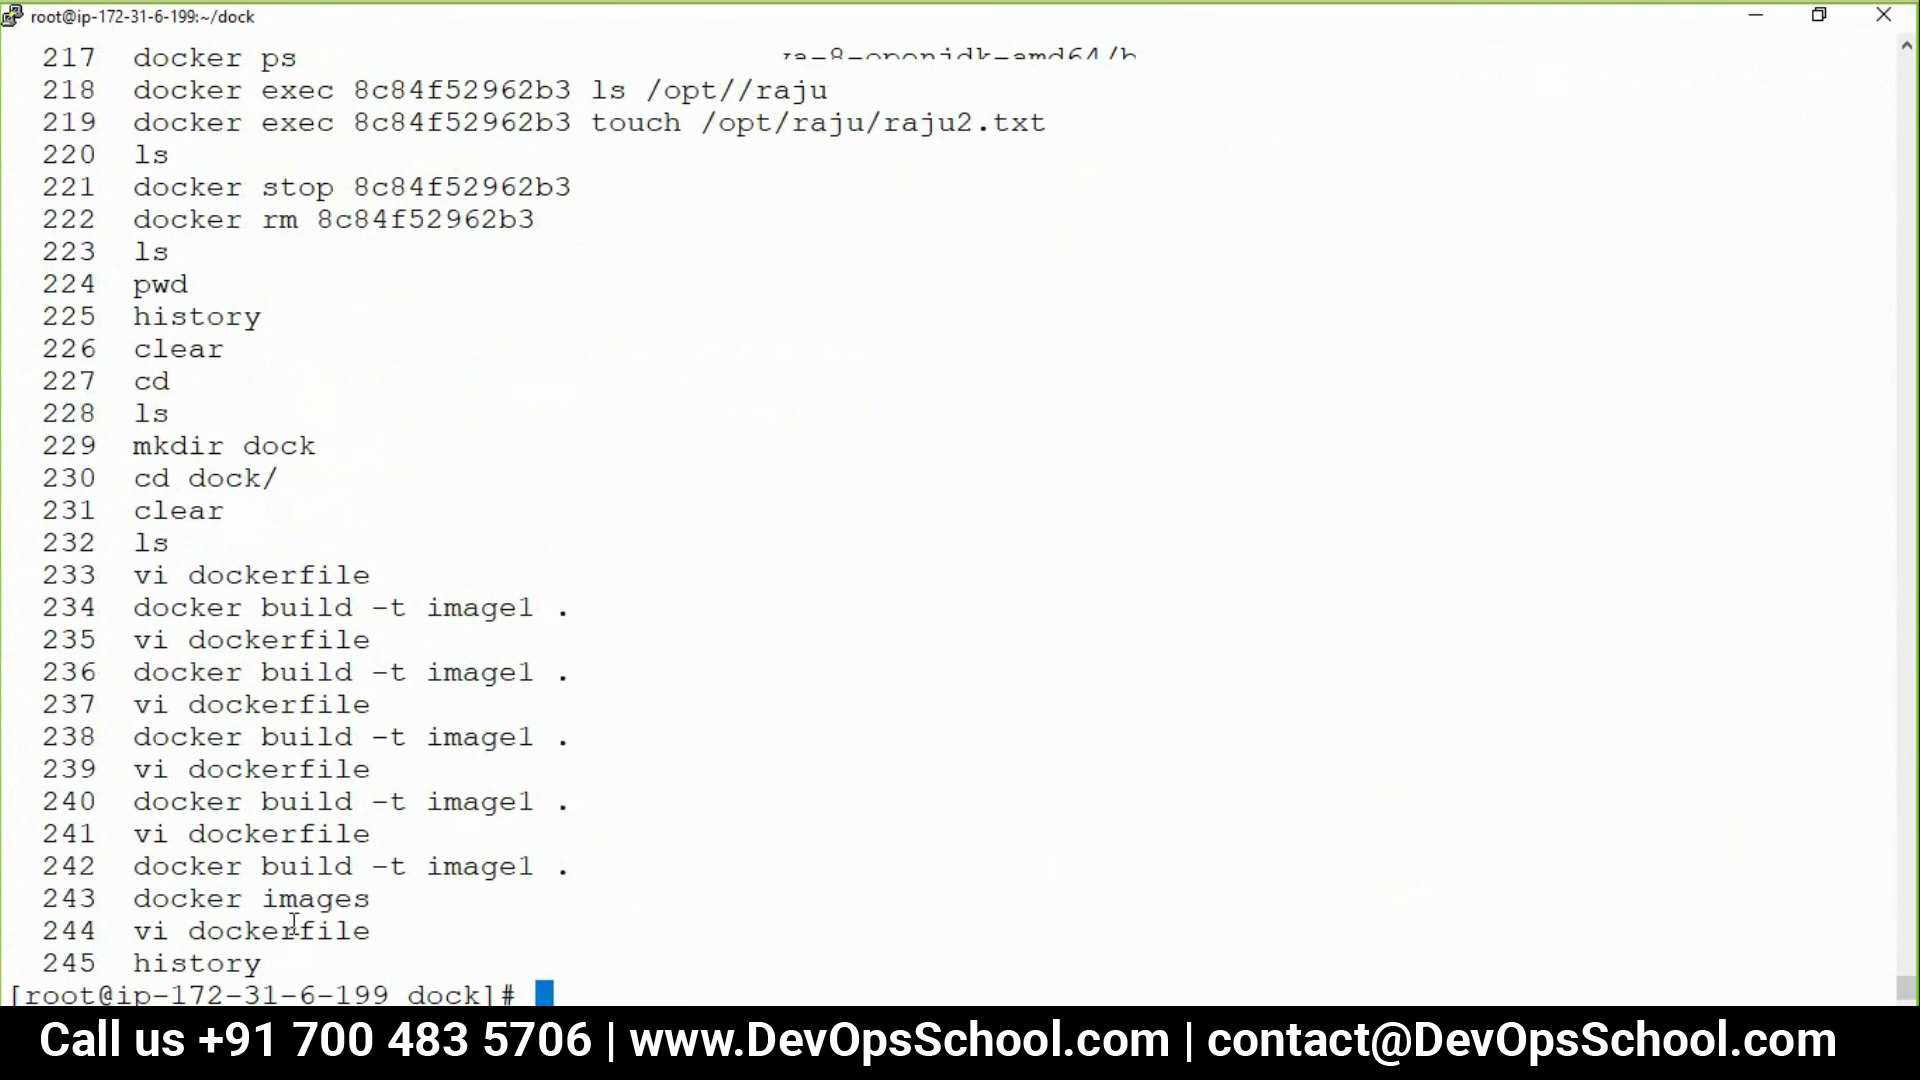 root@ip-172-31-6-199:~/dock
217 docker ps
218 docker exec 8c84f52962b3 ls /opt//raju
219 docker exec 8c84f52962b3 touch /opt/raju/raju2.txt
220 ls
221 docker stop 8c84f52962b3
222 docker rm 8c84f52962b3
223 ls
224 pwd
225 history
226 clear
227 cd
228 ls
229 mkdir dock
230 cd dock/
231 clear
232 ls
233 vi dockerfile
234 docker build -t image1 .
235 vi dockerfile
236 docker build -t image1 .
237 vi dockerfile
238 docker build -t image1 .
239 vi dockerfile
240 docker build -t image1 .
241 vi dockerfile
242 docker build -t image1 .
243 docker images
244 vi dockerfile
245 history
[root@ip-172-31-6-199 dock]#
Call us +91 700 483 5706 | www.DevOpsSchool.com | contact@DevOpsSchool.com